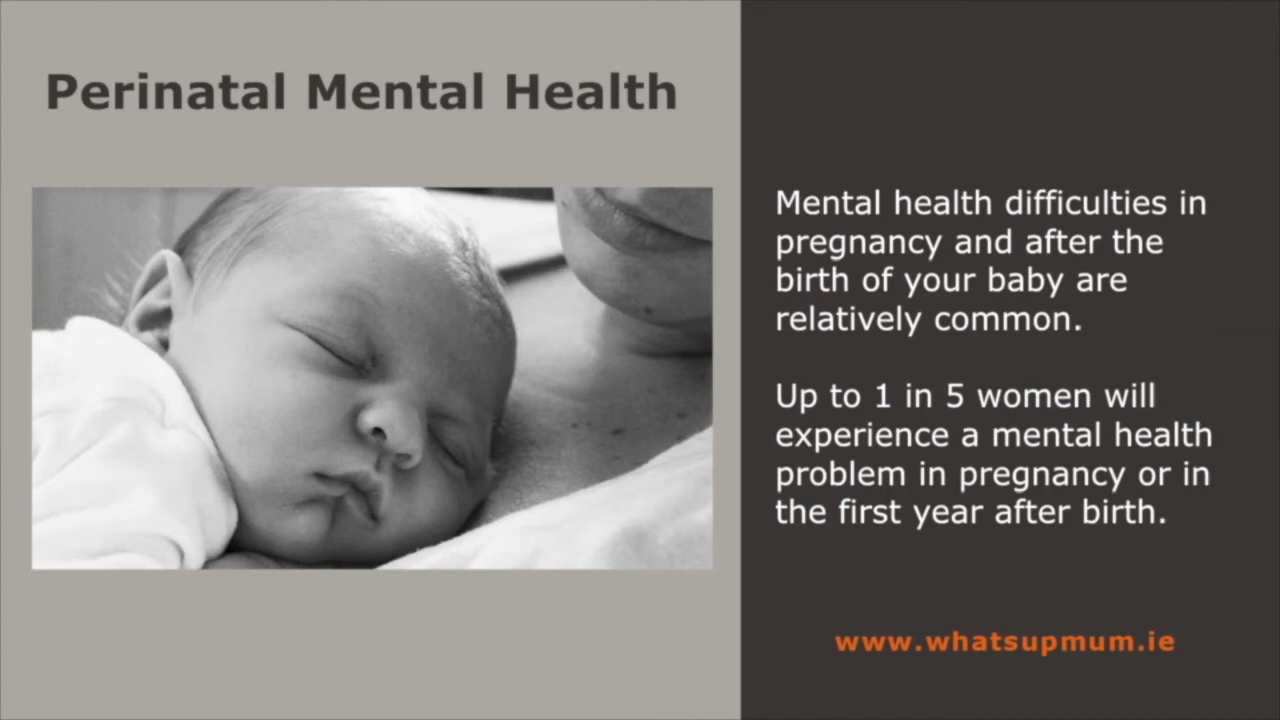 Perinatal Mental Health
Mental health difficulties in
pregnancy and after the
birth of your baby are
relatively common.
Up to 1 in 5 women will
experience a mental health
problem in pregnancy or in
the first year after birth.
www.whatsupmum.ie